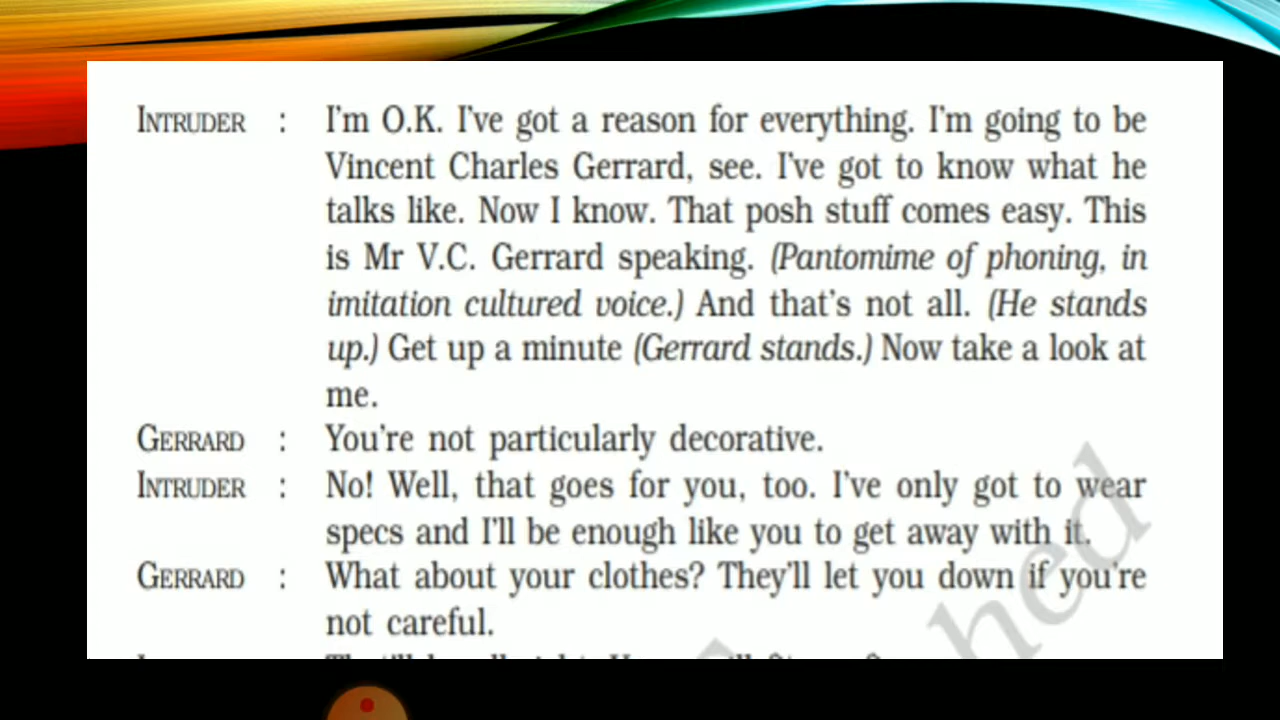 INTRUDER : I'm O.K. I've got a reason for everything. I'm going to be
Vincent Charles Gerrard, see. I've got to know what he
talks like. Now I know. That posh stuff comes easy. This
is Mr V.C. Gerrard speaking. (Pantomime of phoning, in
imitation cultured voice.) And that's not all. (He stands
up.) Get up a minute (Gerrard stands.) Now take a look at
me.
GERRARD : You're not particularly decorative.
INTRUDER : No! Well, that goes for you, too. I've only got to wear
specs and I'll be enough like you to get away with it.
GERRARD : What about your clothes? They'll let you down if you're
not careful.